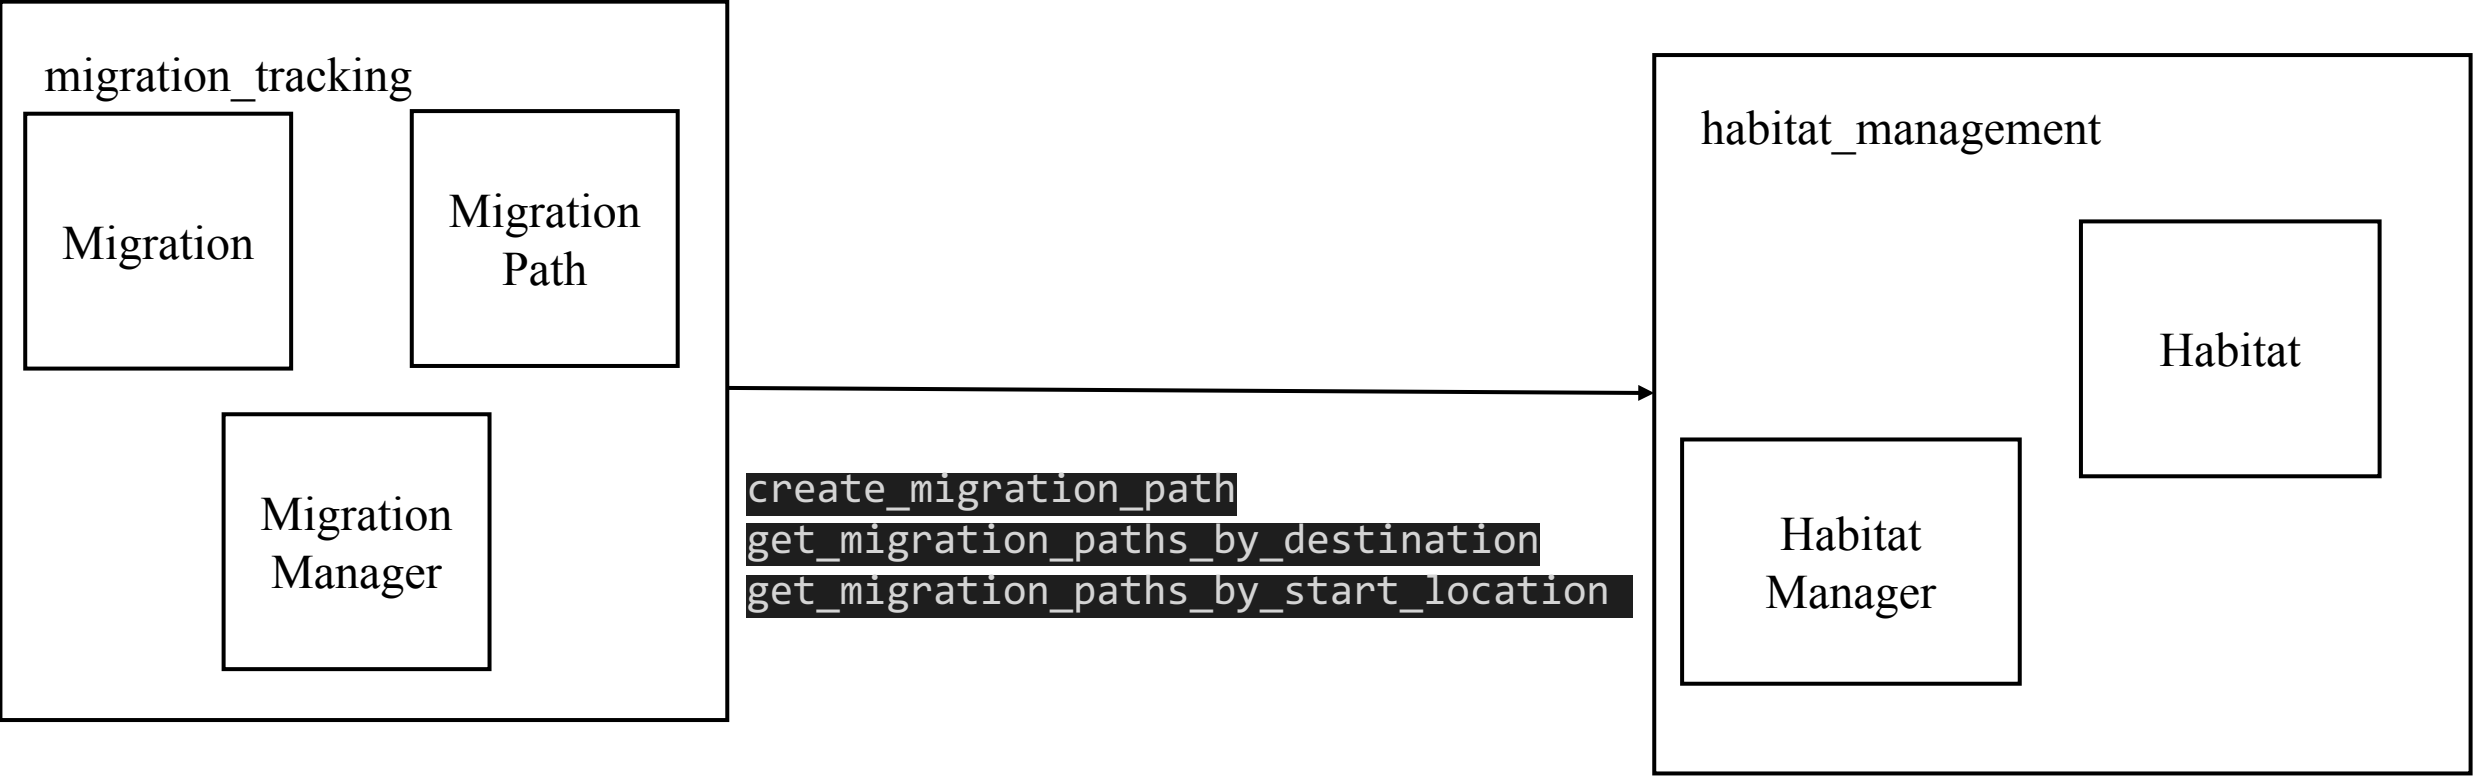 migration_tracking
Migration
Migration
Path
Migration
Manager
create_migration_path
get_migration_paths_by_destination
get_migration_paths_by_start_location
habitat_management
Habitat
Habitat
Manager